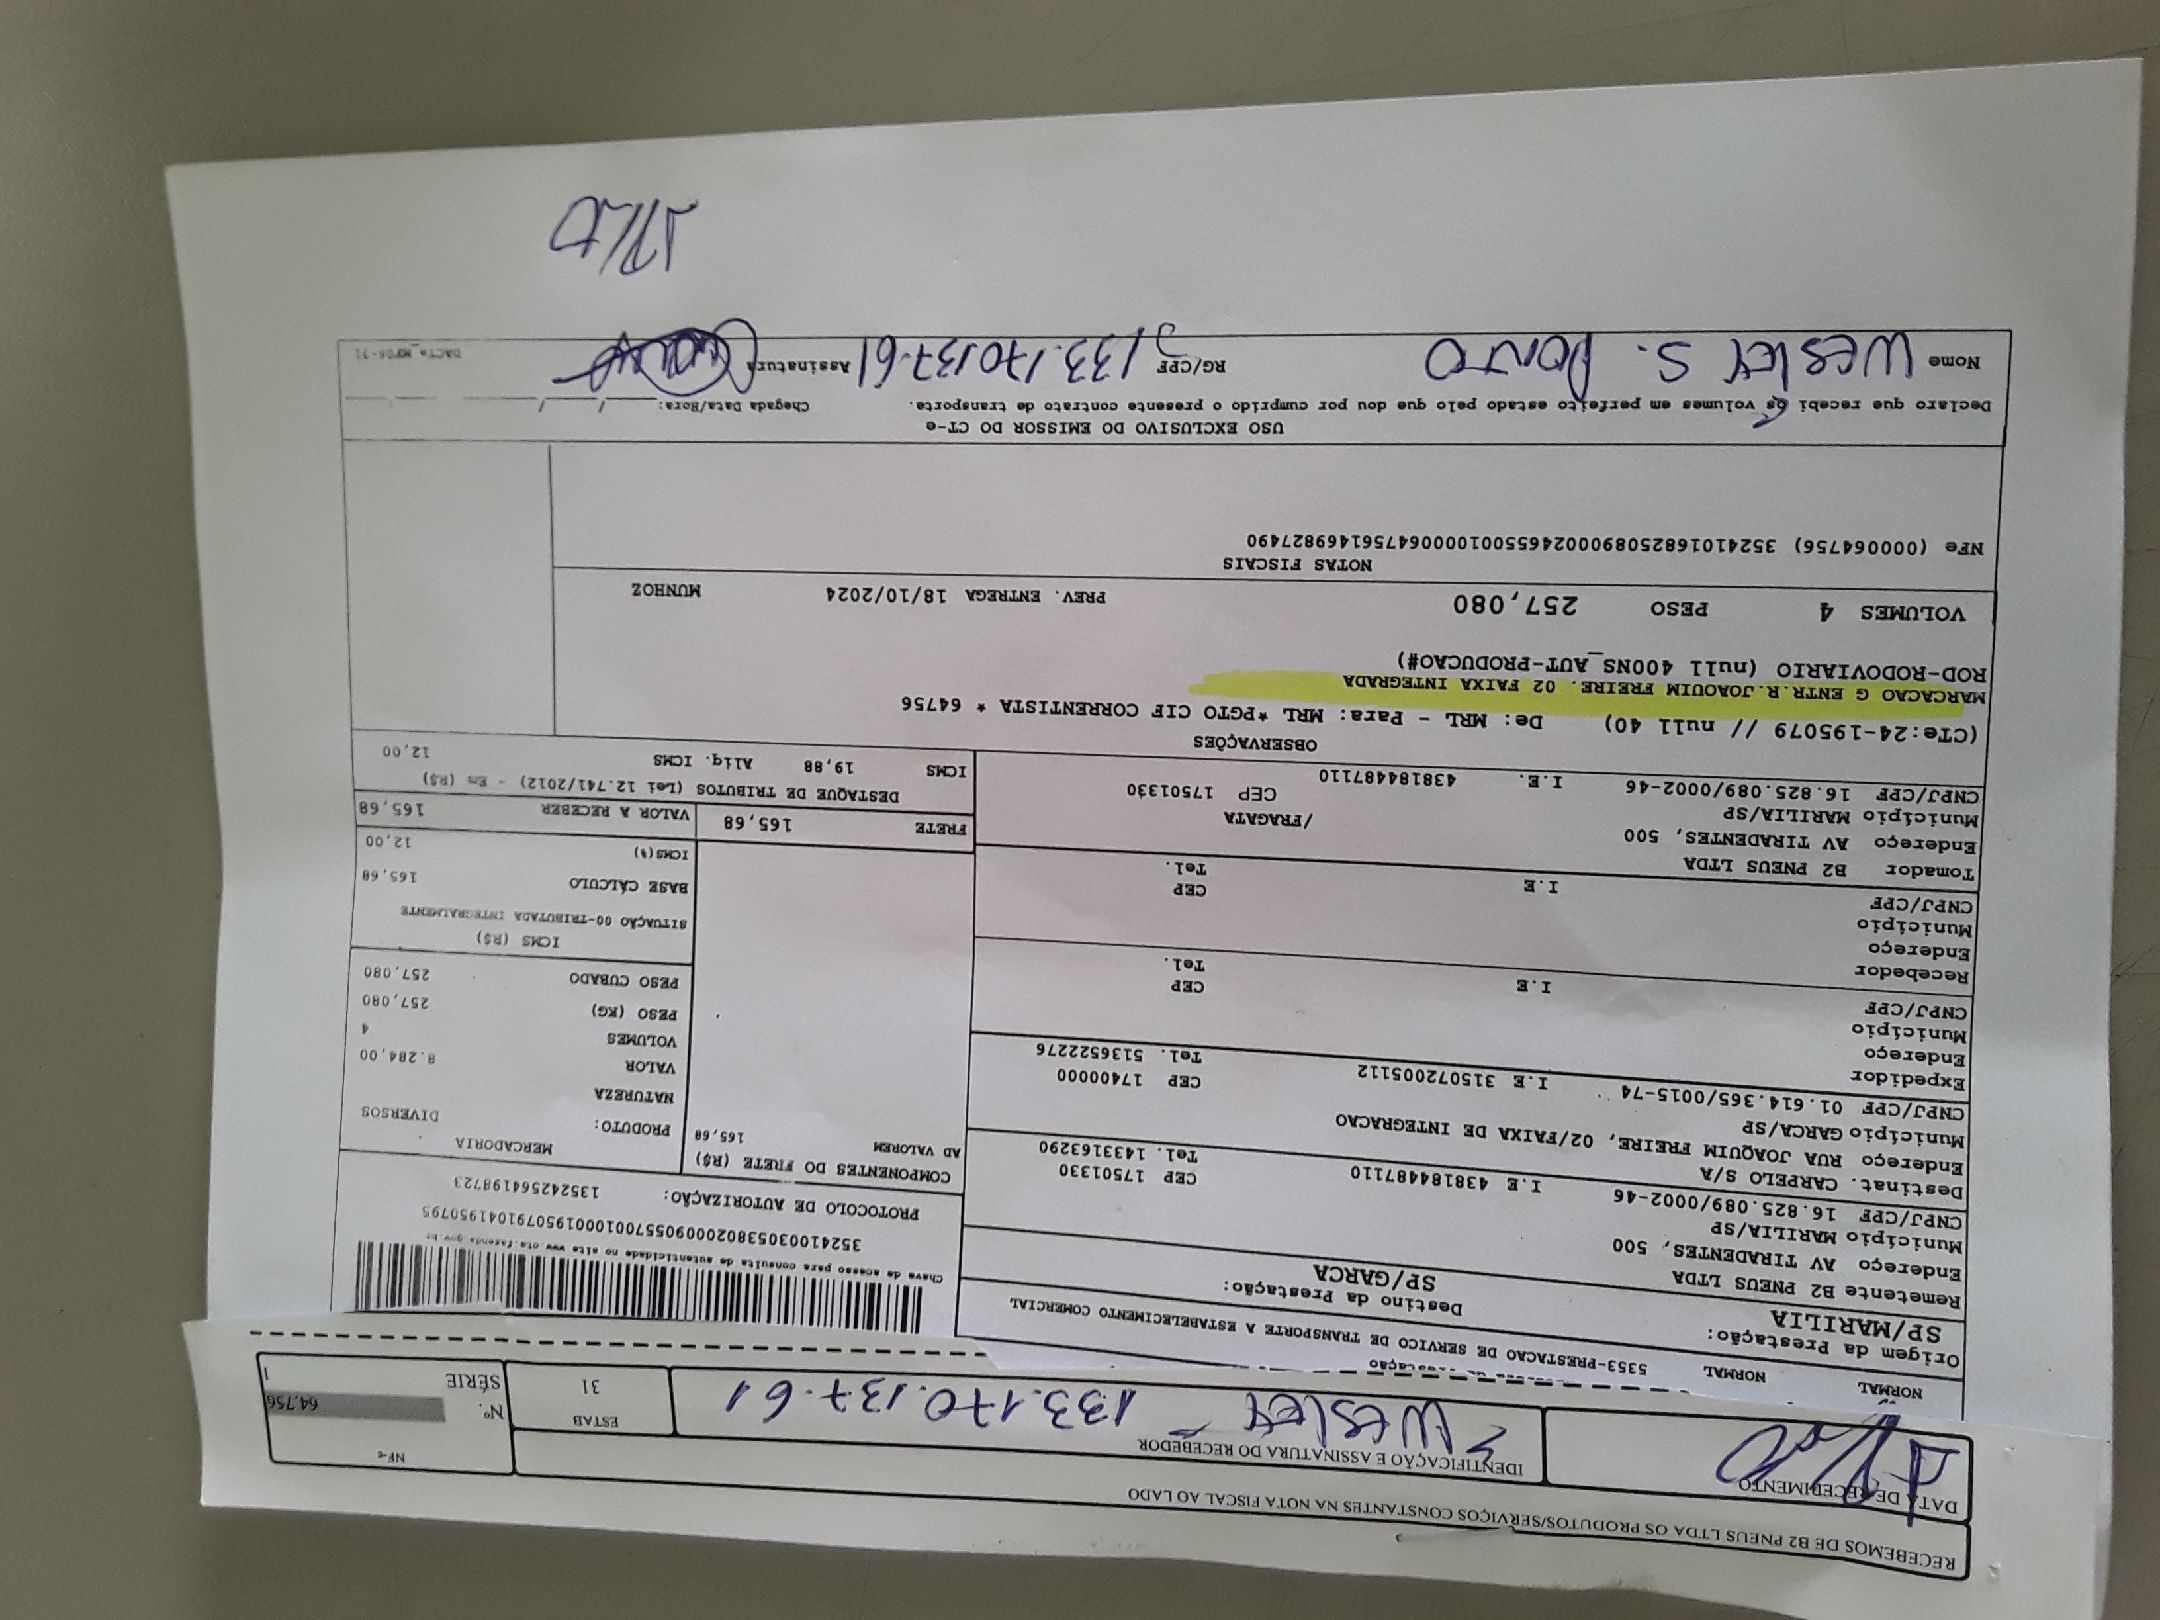 RECEBEMOS DE B2 PNEUS LTDA OS PRODUTOS/SERVIÇOS CONSTANTES NA NOTA FISCAL AO LADO
DATA DE RECEBIMENTO
IDENTIFICAÇÃO E ASSINATURA DO RECEBEDOR
WESLEY 133.170.137.61
ESTAB
31
NF-e
Nº. 64.756
SÉRIE 1
NORMAL NORMAL 5353-PRESTACAO DE SERVICO DE TRANSPORTE A ESTABELECIMENTO COMERCIAL
Origem da Prestação: Destino da Prestação:
SP/MARILIA SP/GARCA
Remetente B2 PNEUS LTDA
Endereço AV TIRADENTES, 500
Município MARILIA/SP CEP 17501330
CNPJ/CPF 16.825.089/0002-46 I.E 438184487110 Tel. 1433163290
Destinat. CARPELO S/A
Endereço RUA JOAQUIM FREIRE, 02/FAIXA DE INTEGRACAO
Município GARCA/SP CEP 17400000
CNPJ/CPF 01.614.365/0015-74 I.E 315072005112 Tel. 5136522276
Expedidor
Endereço
Município CEP
CNPJ/CPF I.E Tel.
Recebedor
Endereço
Município CEP
CNPJ/CPF I.E Tel.
Tomador B2 PNEUS LTDA
Endereço AV TIRADENTES, 500 /FRAGATA
Município MARILIA/SP CEP 17501330
CNPJ/CPF 16.825.089/0002-46 I.E. 438184487110
Chave de acesso para consulta de autenticidade no site www.cte.fazenda.gov.br
35241003053802000905570010001950791041950795
PROTOCOLO DE AUTORIZAÇÃO: 135242564198723
COMPONENTES DO FRETE (R$)
AD VALOREM 165,68
FRETE 165,68
MERCADORIA
PRODUTO: DIVERSOS
NATUREZA
VALOR 8.284,00
VOLUMES 4
PESO (KG) 257,080
PESO CUBADO 257,080
ICMS (R$)
SITUAÇÃO 00-TRIBUTADA INTEGRALMENTE
BASE CÁLCULO 165,68
ICMS(%) 12,00
VALOR A RECEBER 165,68
DESTAQUE DE TRIBUTOS (Lei 12.741/2012) - Em (R$)
ICMS 19,88 Aliq. ICMS 12,00
OBSERVAÇÕES
(CTe:24-195079 // null 40) De: MRL - Para: MRL *PGTO CIF CORRENTISTA * 64756
MARCACAO G ENTR.R.JOAQUIM FREIRE. 02 FAIXA INTEGRADA
ROD-RODOVIARIO (null 400NS_AUT-PRODUCAO#)
VOLUMES 4 PESO 257,080 PREV. ENTREGA 18/10/2024 MUNHOZ
NOTAS FISCAIS
NFe (000064756) 35241016825089000246550010000647561469827490
USO EXCLUSIVO DO EMISSOR DO CT-e
Declaro que recebi os volumes em perfeito estado pelo que dou por cumprido o presente contrato de transporte. Chegada Data/Hora: / /
Nome WESLEY S. PONTO RG/CPF 133.170137-61 Assinatura